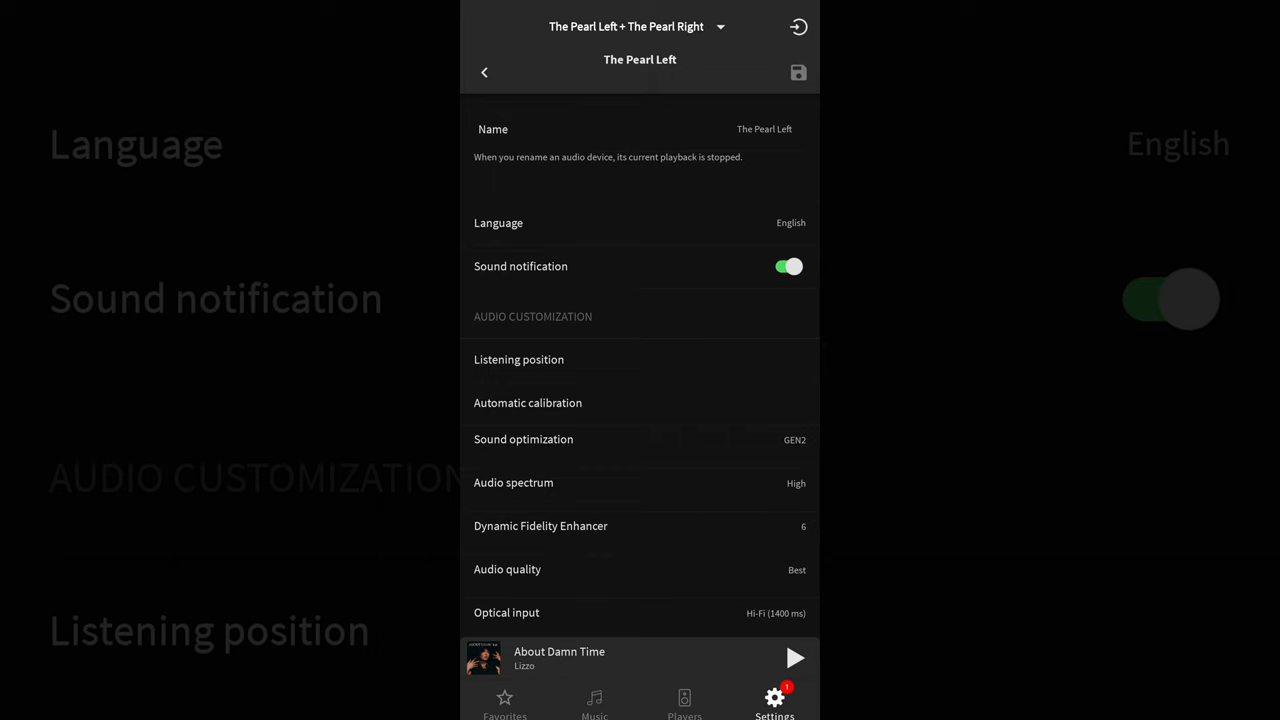 The Pearl Left + The Pearl Right
The Pearl Left
Name The Pearl Left
When you rename an audio device, its current playback is stopped.
Language English
Sound notification
AUDIO CUSTOMIZATION
Listening position
Automatic calibration
Sound optimization GEN2
Audio spectrum High
Dynamic Fidelity Enhancer 6
Audio quality Best
Optical input Hi-Fi (1400 ms)
About Damn Time
Lizzo
1
Favorites Music Players Settings
Language English
Sound notification
AUDIO CUSTOMIZATION
Listening position